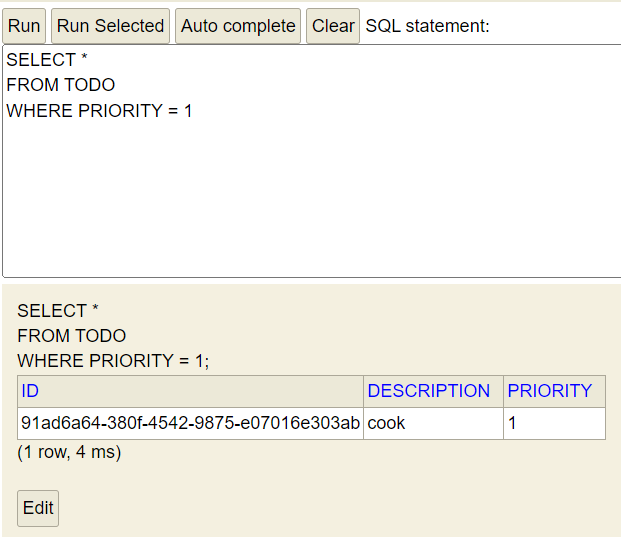 Run Run Selected Auto complete Clear SQL statement:
SELECT *
FROM TODO
WHERE PRIORITY = 1
SELECT *
FROM TODO
WHERE PRIORITY = 1;
ID DESCRIPTION PRIORITY
91ad6a64-380f-4542-9875-e07016e303ab cook 1
(1 row, 4 ms)
Edit